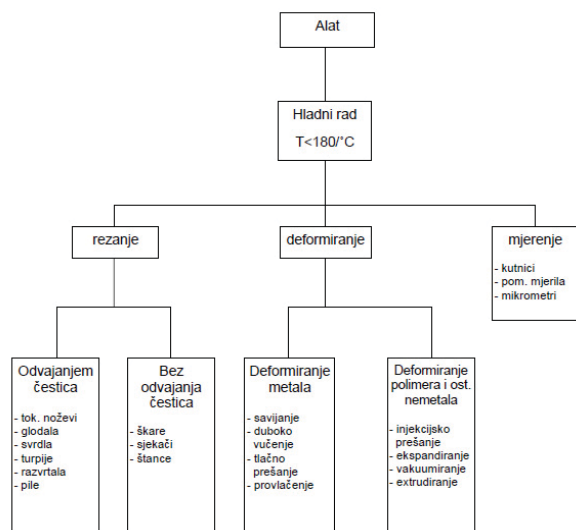 Alat
Hladni rad
T<180/°C
rezanje
deformiranje
mjerenje
- kutnici
- pom. mjerila
- mikrometri
Odvajanjem
čestica
- tok. noževi
- glodala
- svrdla
- turpije
- razvrtala
- pile
Bez
odvajanja
čestica
- škare
- sjekači
- štance
Deformiranje
metala
- savijanje
- duboko
vučenje
- tlačno
prešanje
- provlačenje
Deformiranje
polimera i ost.
nemetala
- injekcijsko
prešanje
- ekspandiranje
- vakuumiranje
- extrudiranje